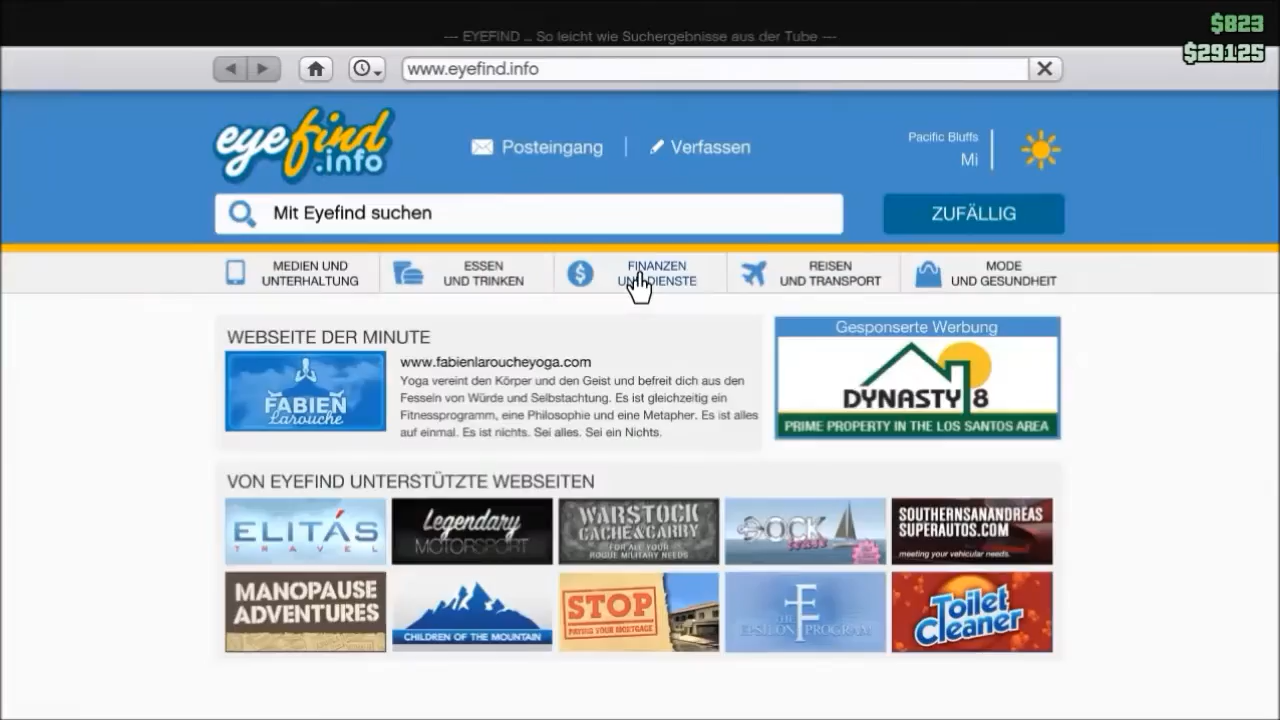 $823
--- EYEFIND ... So leicht wie Suchergebnisse aus der Tube ---
$29125
www.eyefind.info
eyefind
.info
Posteingang
Verfassen
Pacific Bluffs
Mi
Mit Eyefind suchen
ZUFÄLLIG
MEDIEN UND
UNTERHALTUNG
ESSEN
UND TRINKEN
FINANZEN
UND DIENSTE
REISEN
UND TRANSPORT
MODE
UND GESUNDHEIT
WEBSEITE DER MINUTE
FABIEN
Larouche
www.fabienlaroucheyoga.com
Yoga vereint den Körper und den Geist und befreit dich aus den
Fesseln von Würde und Selbstachtung. Es ist gleichzeitig ein
Fitnessprogramm, eine Philosophie und eine Metapher. Es ist alles
auf einmal. Es ist nichts. Sei alles. Sei ein Nichts.
Gesponserte Werbung
DYNASTY 8
PRIME PROPERTY IN THE LOS SANTOS AREA
VON EYEFIND UNTERSTÜTZTE WEBSEITEN
ELITÁS
TRAVEL
Legendary
MOTORSPORT
WARSTOCK
CACHE&CARRY
FOR ALL YOUR
ROGUE MILITARY NEEDS
DOCK
TEASE
SOUTHERNSANANDREAS
SUPERAUTOS.COM
meeting your vehicular needs.
MANOPAUSE
ADVENTURES
CHILDREN OF THE MOUNTAIN
STOP
PAYING YOUR MORTGAGE
THE
EPSILON PROGRAM
Toilet
Cleaner